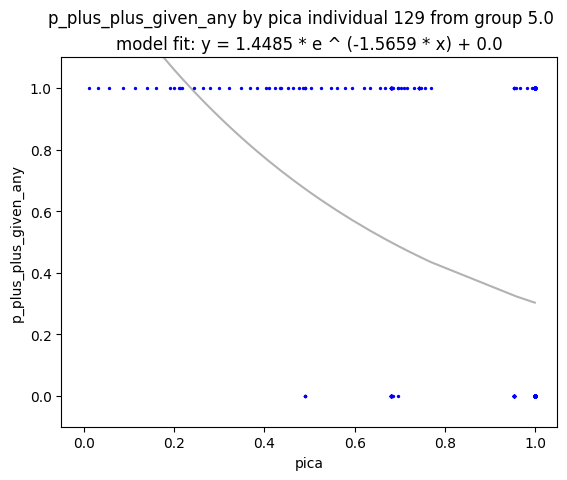 p_plus_plus_given_any by pica individual 129 from group 5.0
model fit: y = 1.4485 * e ^ (-1.5659 * x) + 0.0
1.0
0.8
0.6
0.4
0.2
0.0
p_plus_plus_given_any
0.0 0.2 0.4 0.6 0.8 1.0
pica